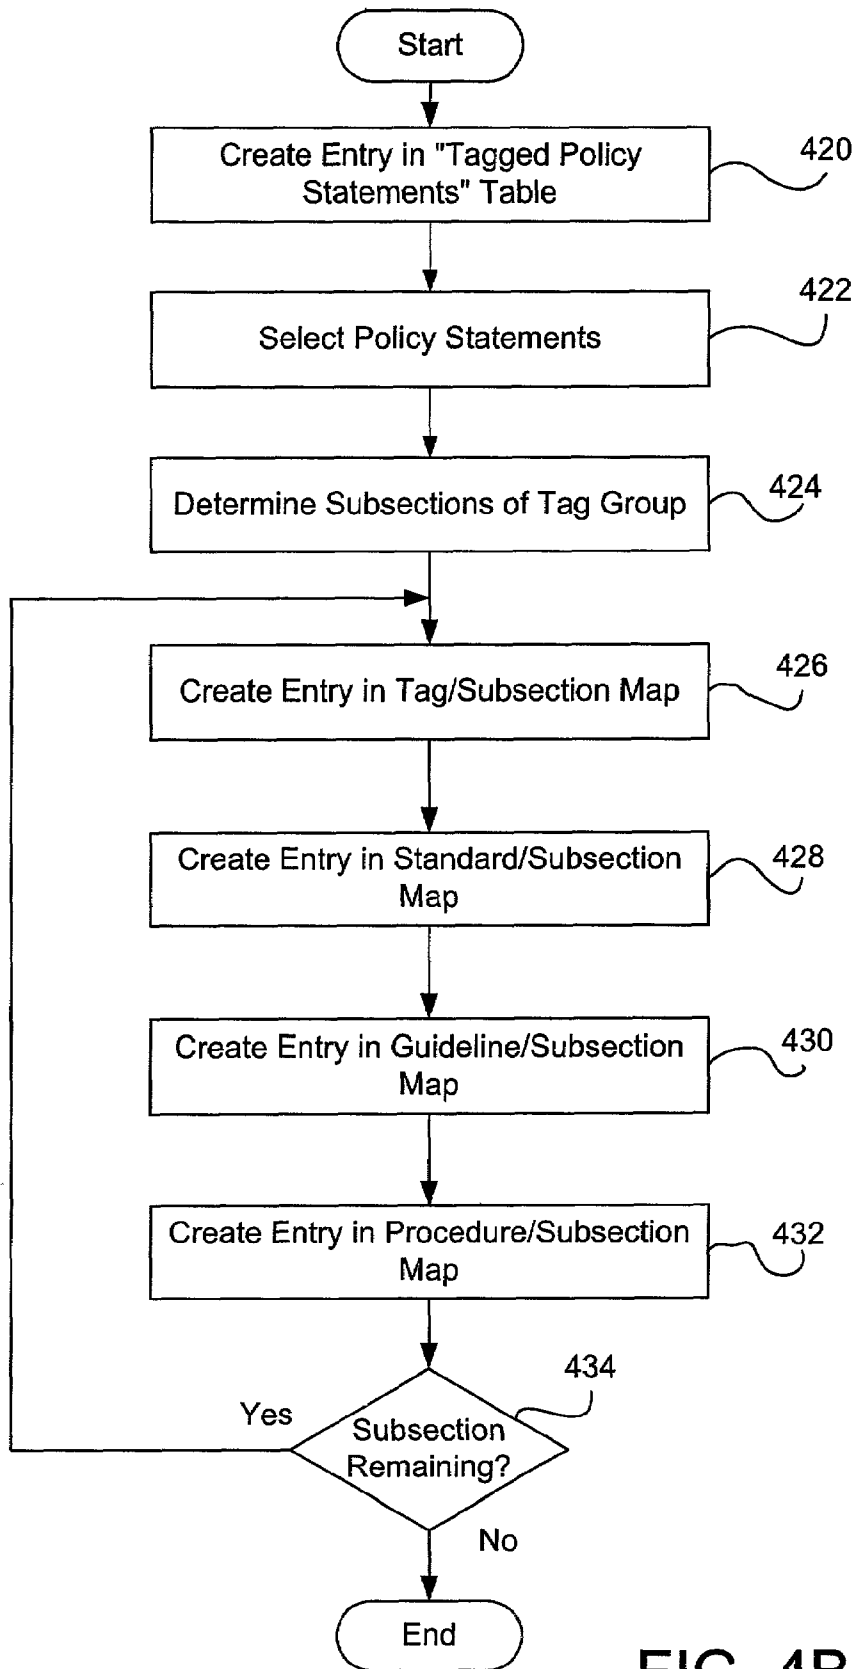 Start
Create Entry in "Tagged Policy
Statements" Table
420
Select Policy Statements
422
Determine Subsections of Tag Group
424
Create Entry in Tag/Subsection Map
426
Create Entry in Standard/Subsection
Map
428
Create Entry in Guideline/Subsection
Map
430
Create Entry in Procedure/Subsection
Map
432
434
Yes
Subsection
Remaining?
No
End
FIG. 4B